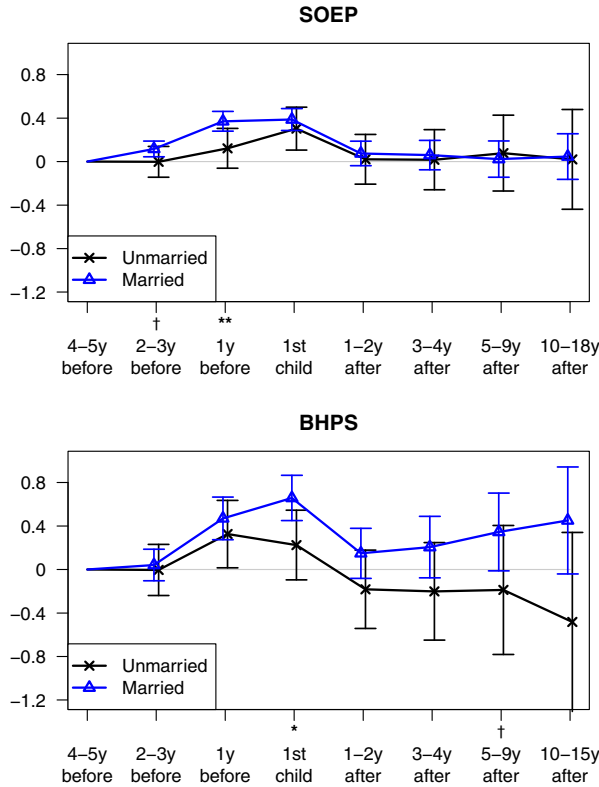 SOEP
0.8
0.4
0
−0.4
−0.8
−1.2
Unmarried
Married
† **
4−5y 2−3y 1y 1st 1−2y 3−4y 5−9y 10−18y
before before before child after after after after
BHPS
0.8
0.4
0
−0.4
−0.8
−1.2
Unmarried
Married
* †
4−5y 2−3y 1y 1st 1−2y 3−4y 5−9y 10−15y
before before before child after after after after